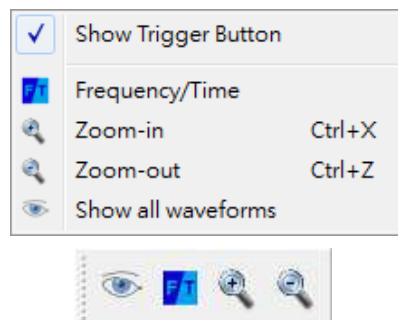 Show Trigger Button
F/T Frequency/Time
Zoom-in Ctrl+X
Zoom-out Ctrl+Z
Show all waveforms
F/T